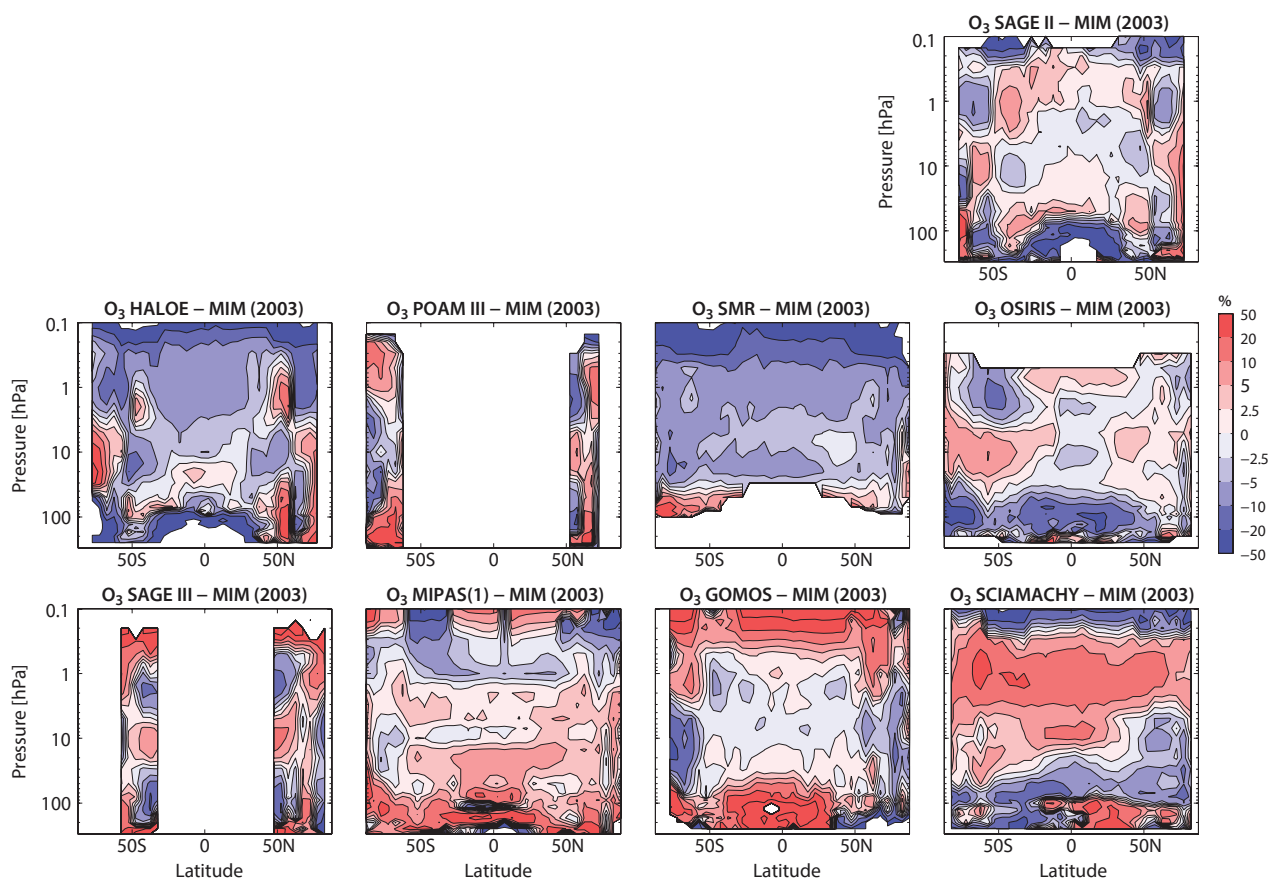 O3 SAGE II – MIM (2003)
0.1
1
10
100
Pressure [hPa]
50S 0 50N
O3 HALOE – MIM (2003)
O3 POAM III – MIM (2003)
O3 SMR – MIM (2003)
O3 OSIRIS – MIM (2003)
0.1
1
10
100
Pressure [hPa]
50S 0 50N
50S 0 50N
50S 0 50N
50S 0 50N
%
50
20
10
5
2.5
0
−2.5
−5
−10
−20
−50
O3 SAGE III – MIM (2003)
O3 MIPAS(1) – MIM (2003)
O3 GOMOS – MIM (2003)
O3 SCIAMACHY – MIM (2003)
0.1
1
10
100
Pressure [hPa]
50S 0 50N
50S 0 50N
50S 0 50N
50S 0 50N
Latitude
Latitude
Latitude
Latitude